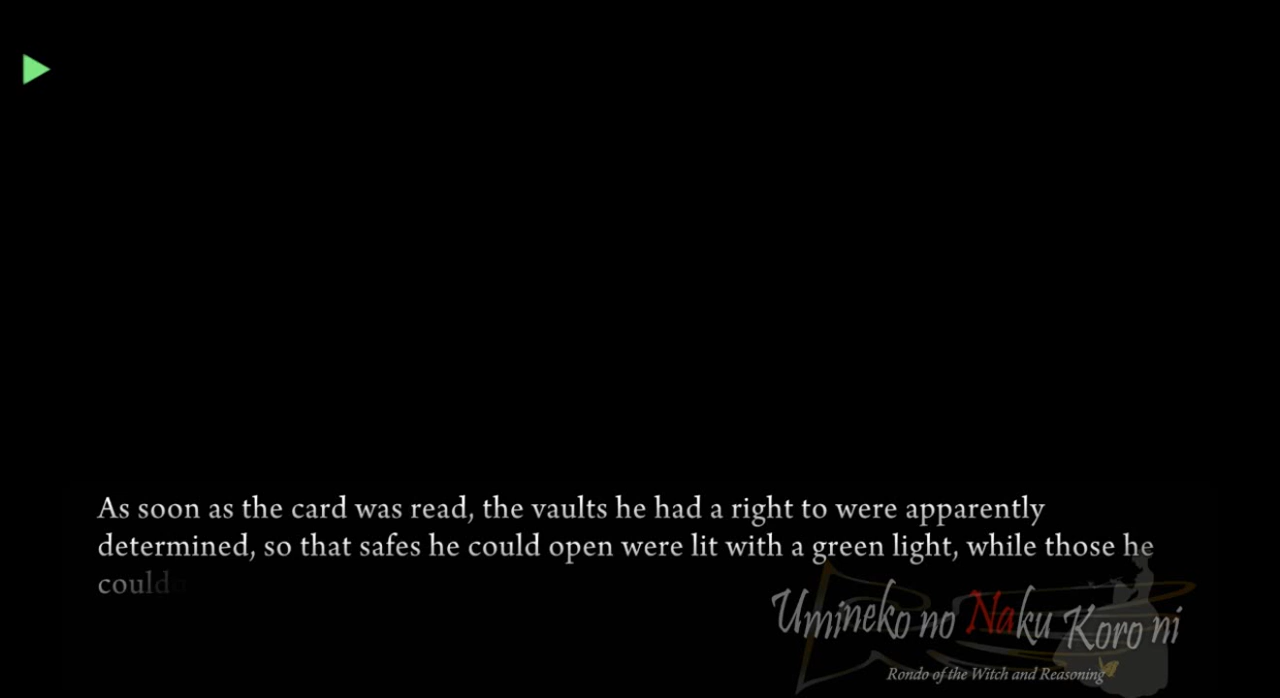 As soon as the card was read, the vaults he had a right to were apparently
determined, so that safes he could open were lit with a green light, while those he
could
Umineko no Naku Koro ni
Rondo of the Witch and Reasoning